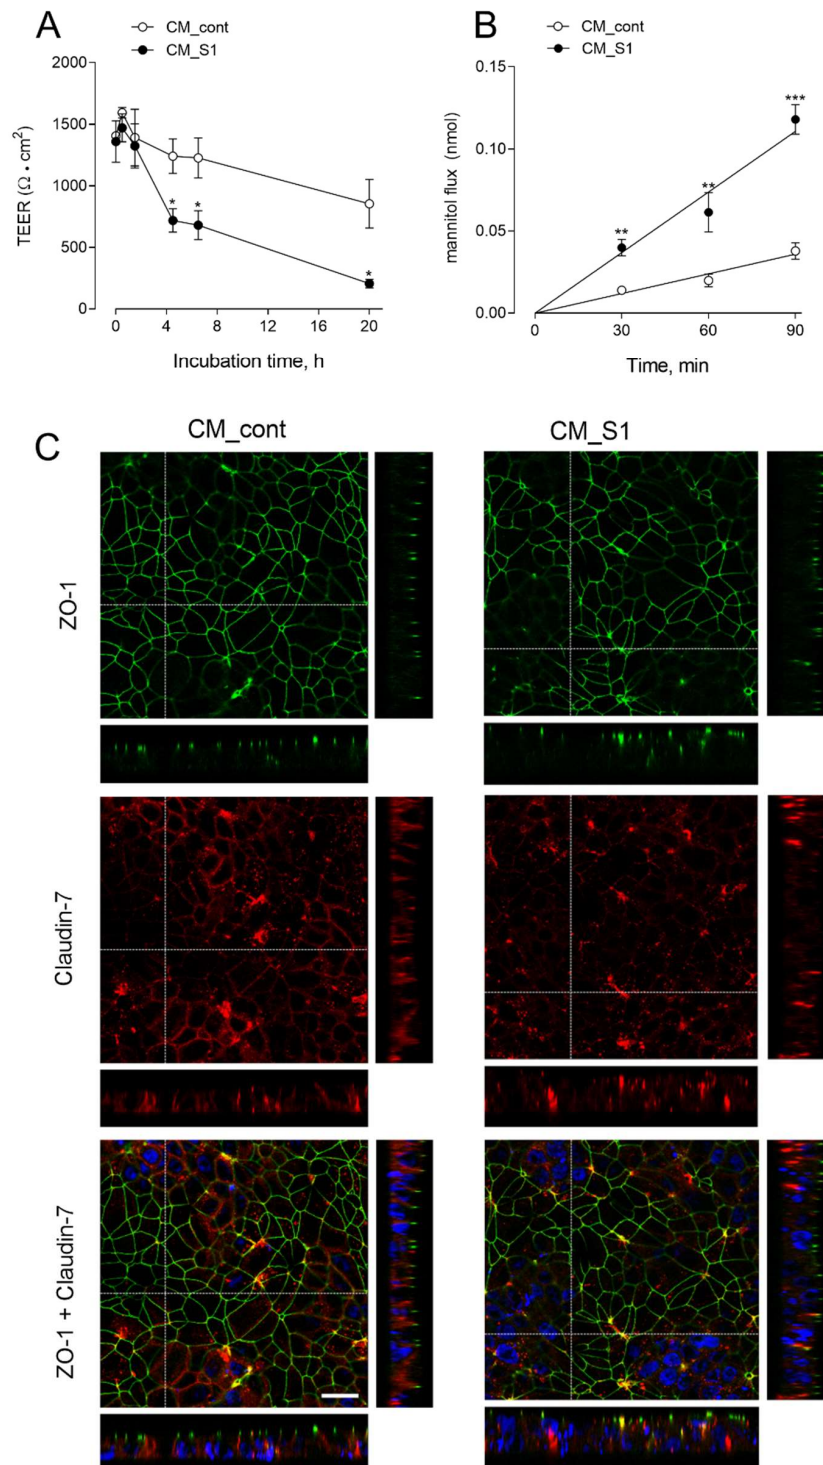 A
CM_cont
CM_S1
2000
1500
1000
500
0
TEER (Ω • cm²)
*
*
*
0
4
8
12
16
20
Incubation time, h
B
CM_cont
CM_S1
0.15
0.10
0.05
0.00
mannitol flux (nmol)
**
**
***
0
30
60
90
Time, min
C
CM_cont
CM_S1
ZO-1
Claudin-7
ZO-1 + Claudin-7